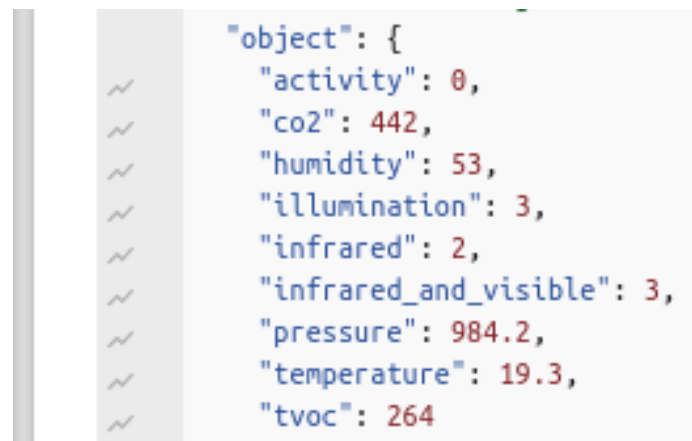 "object": {
"activity": 0,
"co2": 442,
"humidity": 53,
"illumination": 3,
"infrared": 2,
"infrared_and_visible": 3,
"pressure": 984.2,
"temperature": 19.3,
"tvoc": 264